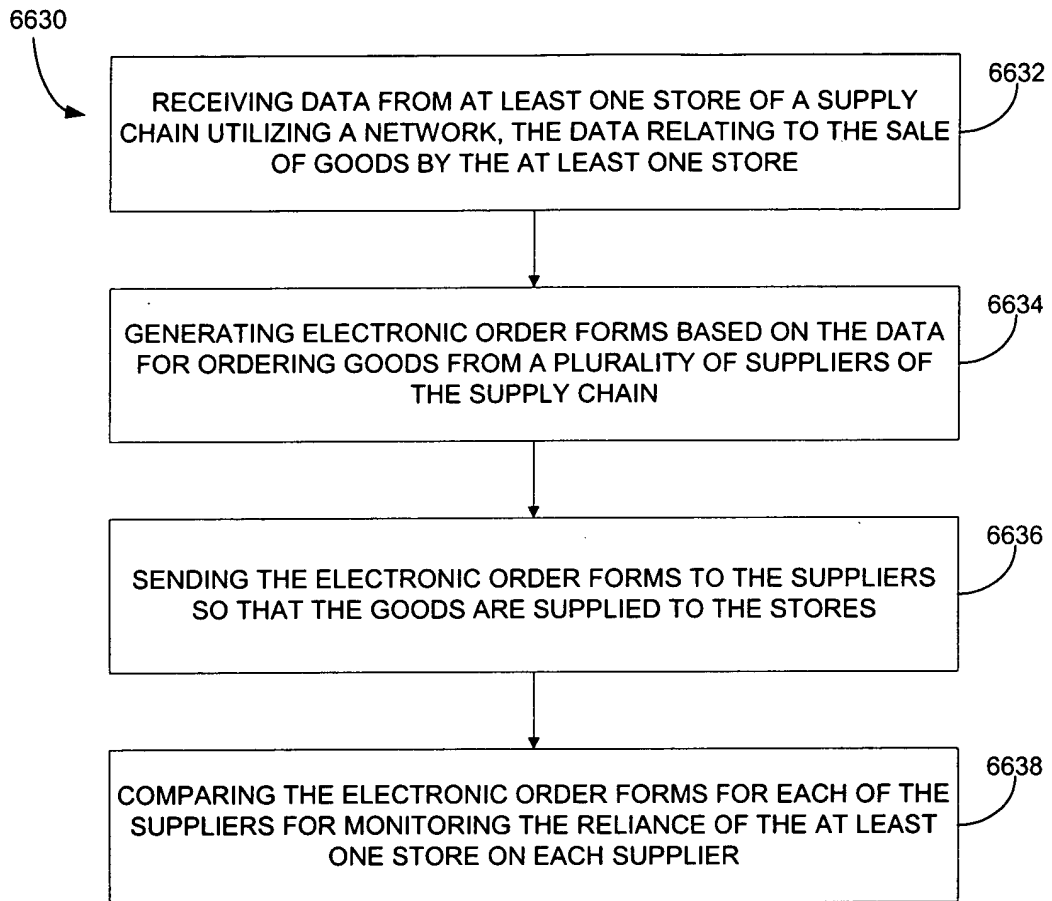 6630
6632
RECEIVING DATA FROM AT LEAST ONE STORE OF A SUPPLY
CHAIN UTILIZING A NETWORK, THE DATA RELATING TO THE SALE
OF GOODS BY THE AT LEAST ONE STORE
6634
GENERATING ELECTRONIC ORDER FORMS BASED ON THE DATA
FOR ORDERING GOODS FROM A PLURALITY OF SUPPLIERS OF
THE SUPPLY CHAIN
6636
SENDING THE ELECTRONIC ORDER FORMS TO THE SUPPLIERS
SO THAT THE GOODS ARE SUPPLIED TO THE STORES
6638
COMPARING THE ELECTRONIC ORDER FORMS FOR EACH OF THE
SUPPLIERS FOR MONITORING THE RELIANCE OF THE AT LEAST
ONE STORE ON EACH SUPPLIER